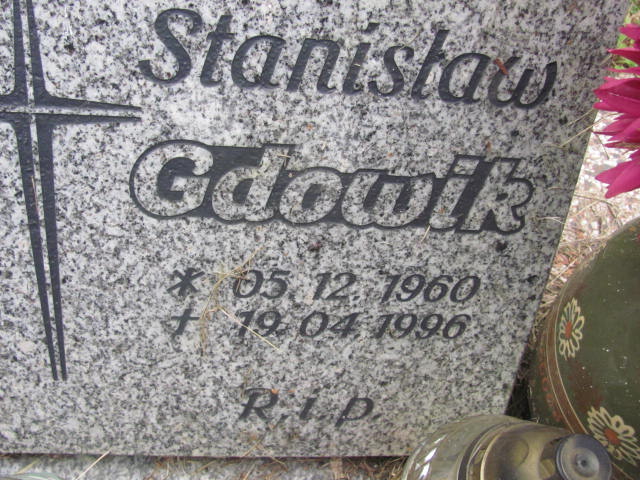 Stanisław
Gdowik
* 05.12.1960
+ 19.04.1996
R.i.p